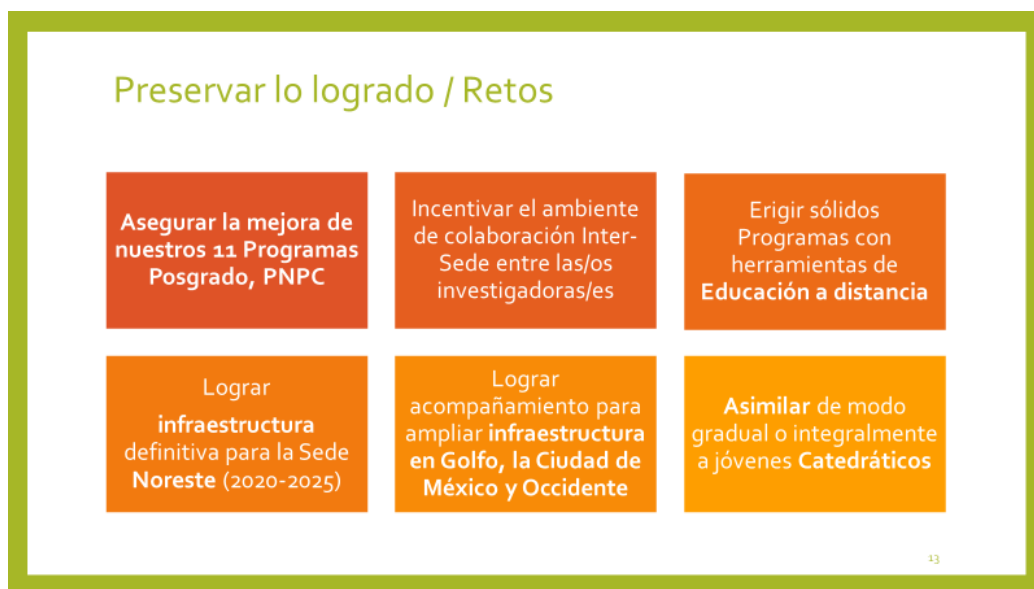 Preservar lo logrado / Retos
Asegurar la mejora de
nuestros 11 Programas
Posgrado, PNPC
Incentivar el ambiente
de colaboración Inter-
Sede entre las/os
investigadoras/es
Erigir sólidos
Programas con
herramientas de
Educación a distancia
Lograr
infraestructura
definitiva para la Sede
Noreste (2020-2025)
Lograr
acompañamiento para
ampliar infraestructura
en Golfo, la Ciudad de
México y Occidente
Asimilar de modo
gradual o integralmente
a jóvenes Catedráticos
13